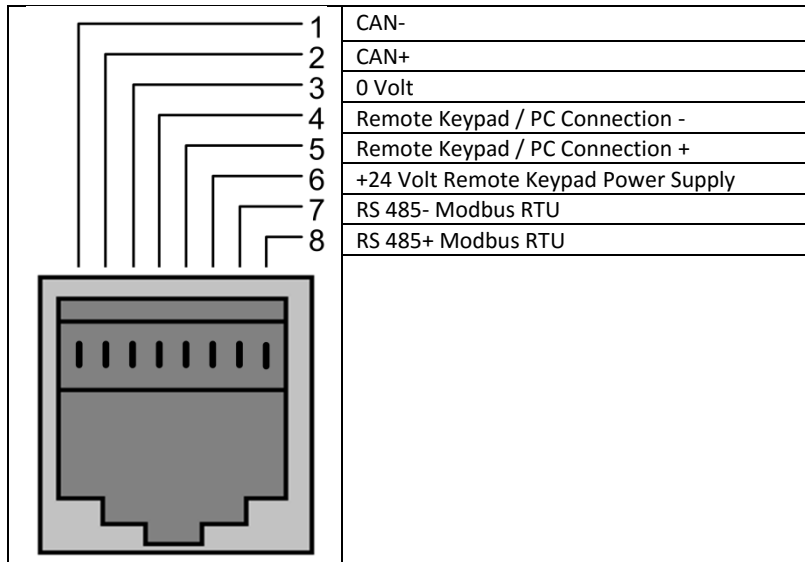 1 CAN-
2 CAN+
3 0 Volt
4 Remote Keypad / PC Connection -
5 Remote Keypad / PC Connection +
6 +24 Volt Remote Keypad Power Supply
7 RS 485- Modbus RTU
8 RS 485+ Modbus RTU